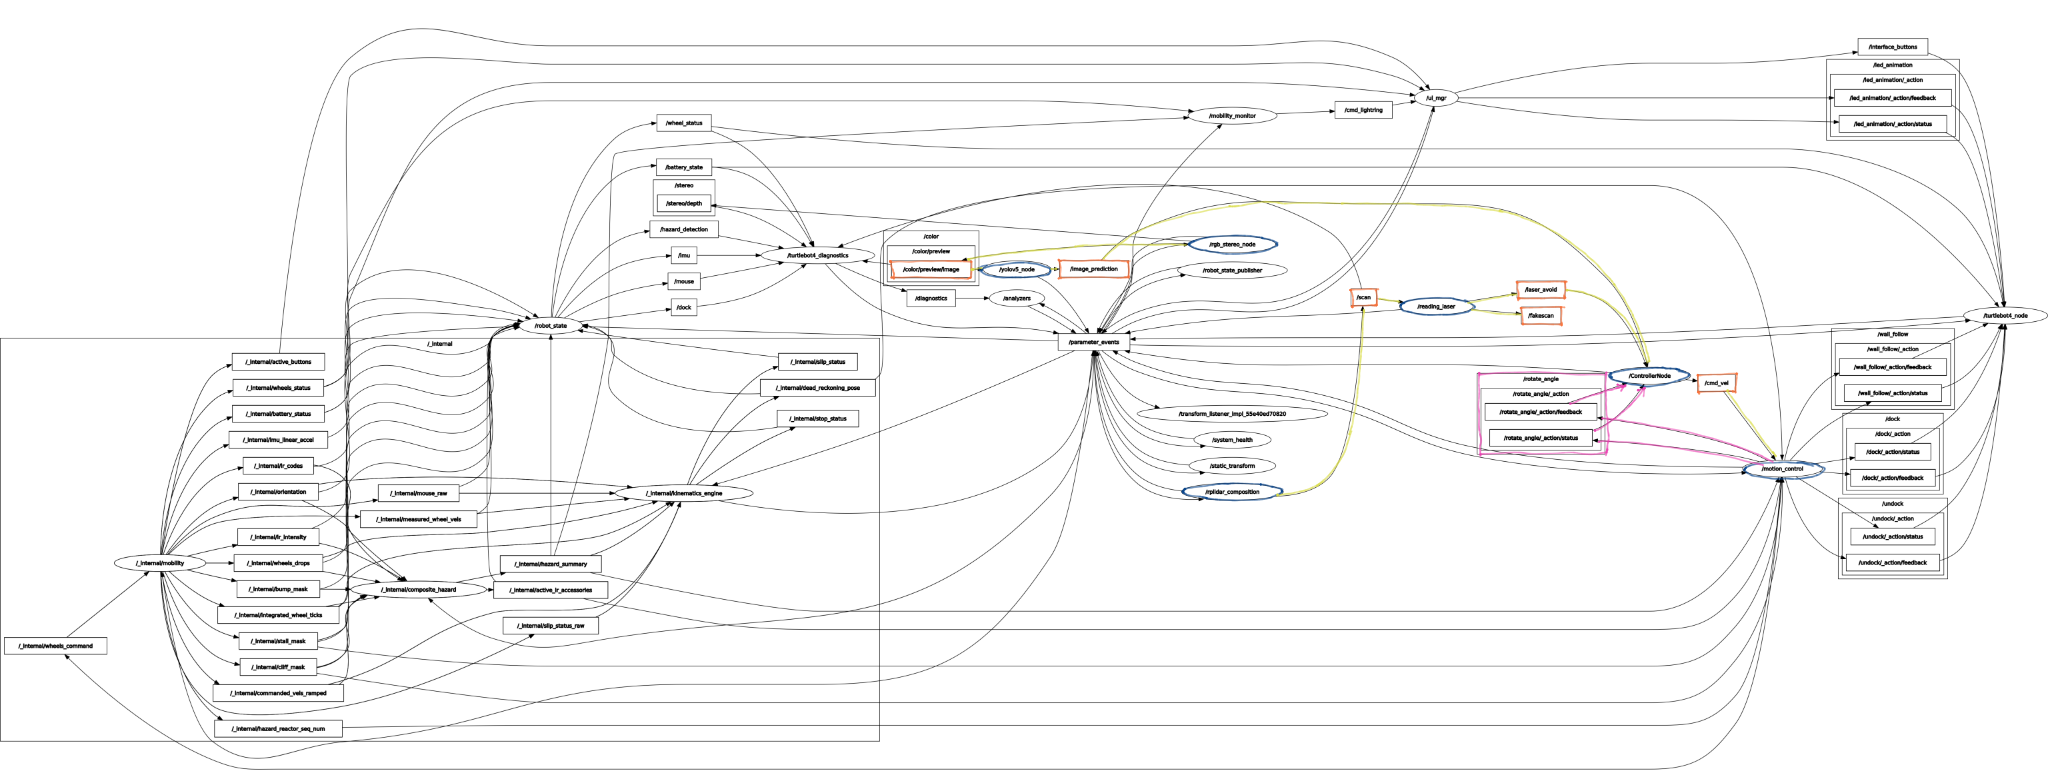 /interface_buttons
/led_animation
/led_animation/_action
/led_animation/_action/feedback
/led_animation/_action/status
/ui_mgr
/cmd_lightring
/mobility_monitor
/wheel_status
/battery_state
/stereo
/stereo/depth
/hazard_detection
/imu
/mouse
/dock
/turtlebot4_diagnostics
/diagnostics
/analyzers
/color
/color/preview
/color/preview/image
/yolov5_node
/image_prediction
/rgb_stereo_node
/robot_state_publisher
/scan
/reading_laser
/laser_avoid
/fakescan
/turtlebot4_node
/robot_state
/parameter_events
/_internal
/_internal/active_buttons
/_internal/wheels_status
/_internal/battery_status
/_internal/imu_linear_accel
/_internal/ir_codes
/_internal/orientation
/_internal/mouse_raw
/_internal/measured_wheel_vels
/_internal/ir_intensity
/_internal/wheels_drops
/_internal/bump_mask
/_internal/integrated_wheel_ticks
/_internal/stall_mask
/_internal/cliff_mask
/_internal/commanded_vels_ramped
/_internal/hazard_reactor_seq_num
/_internal/mobility
/_internal/wheels_command
/_internal/composite_hazard
/_internal/hazard_summary
/_internal/active_ir_accessories
/_internal/slip_status_raw
/_internal/kinematics_engine
/_internal/slip_status
/_internal/dead_reckoning_pose
/_internal/stop_status
/transform_listener_impl_55e40ed70820
/system_health
/static_transform
/rplidar_composition
/ControllerNode
/cmd_vel
/rotate_angle
/rotate_angle/_action
/rotate_angle/_action/feedback
/rotate_angle/_action/status
/motion_control
/wall_follow
/wall_follow/_action
/wall_follow/_action/feedback
/wall_follow/_action/status
/dock
/dock/_action
/dock/_action/status
/dock/_action/feedback
/undock
/undock/_action
/undock/_action/status
/undock/_action/feedback